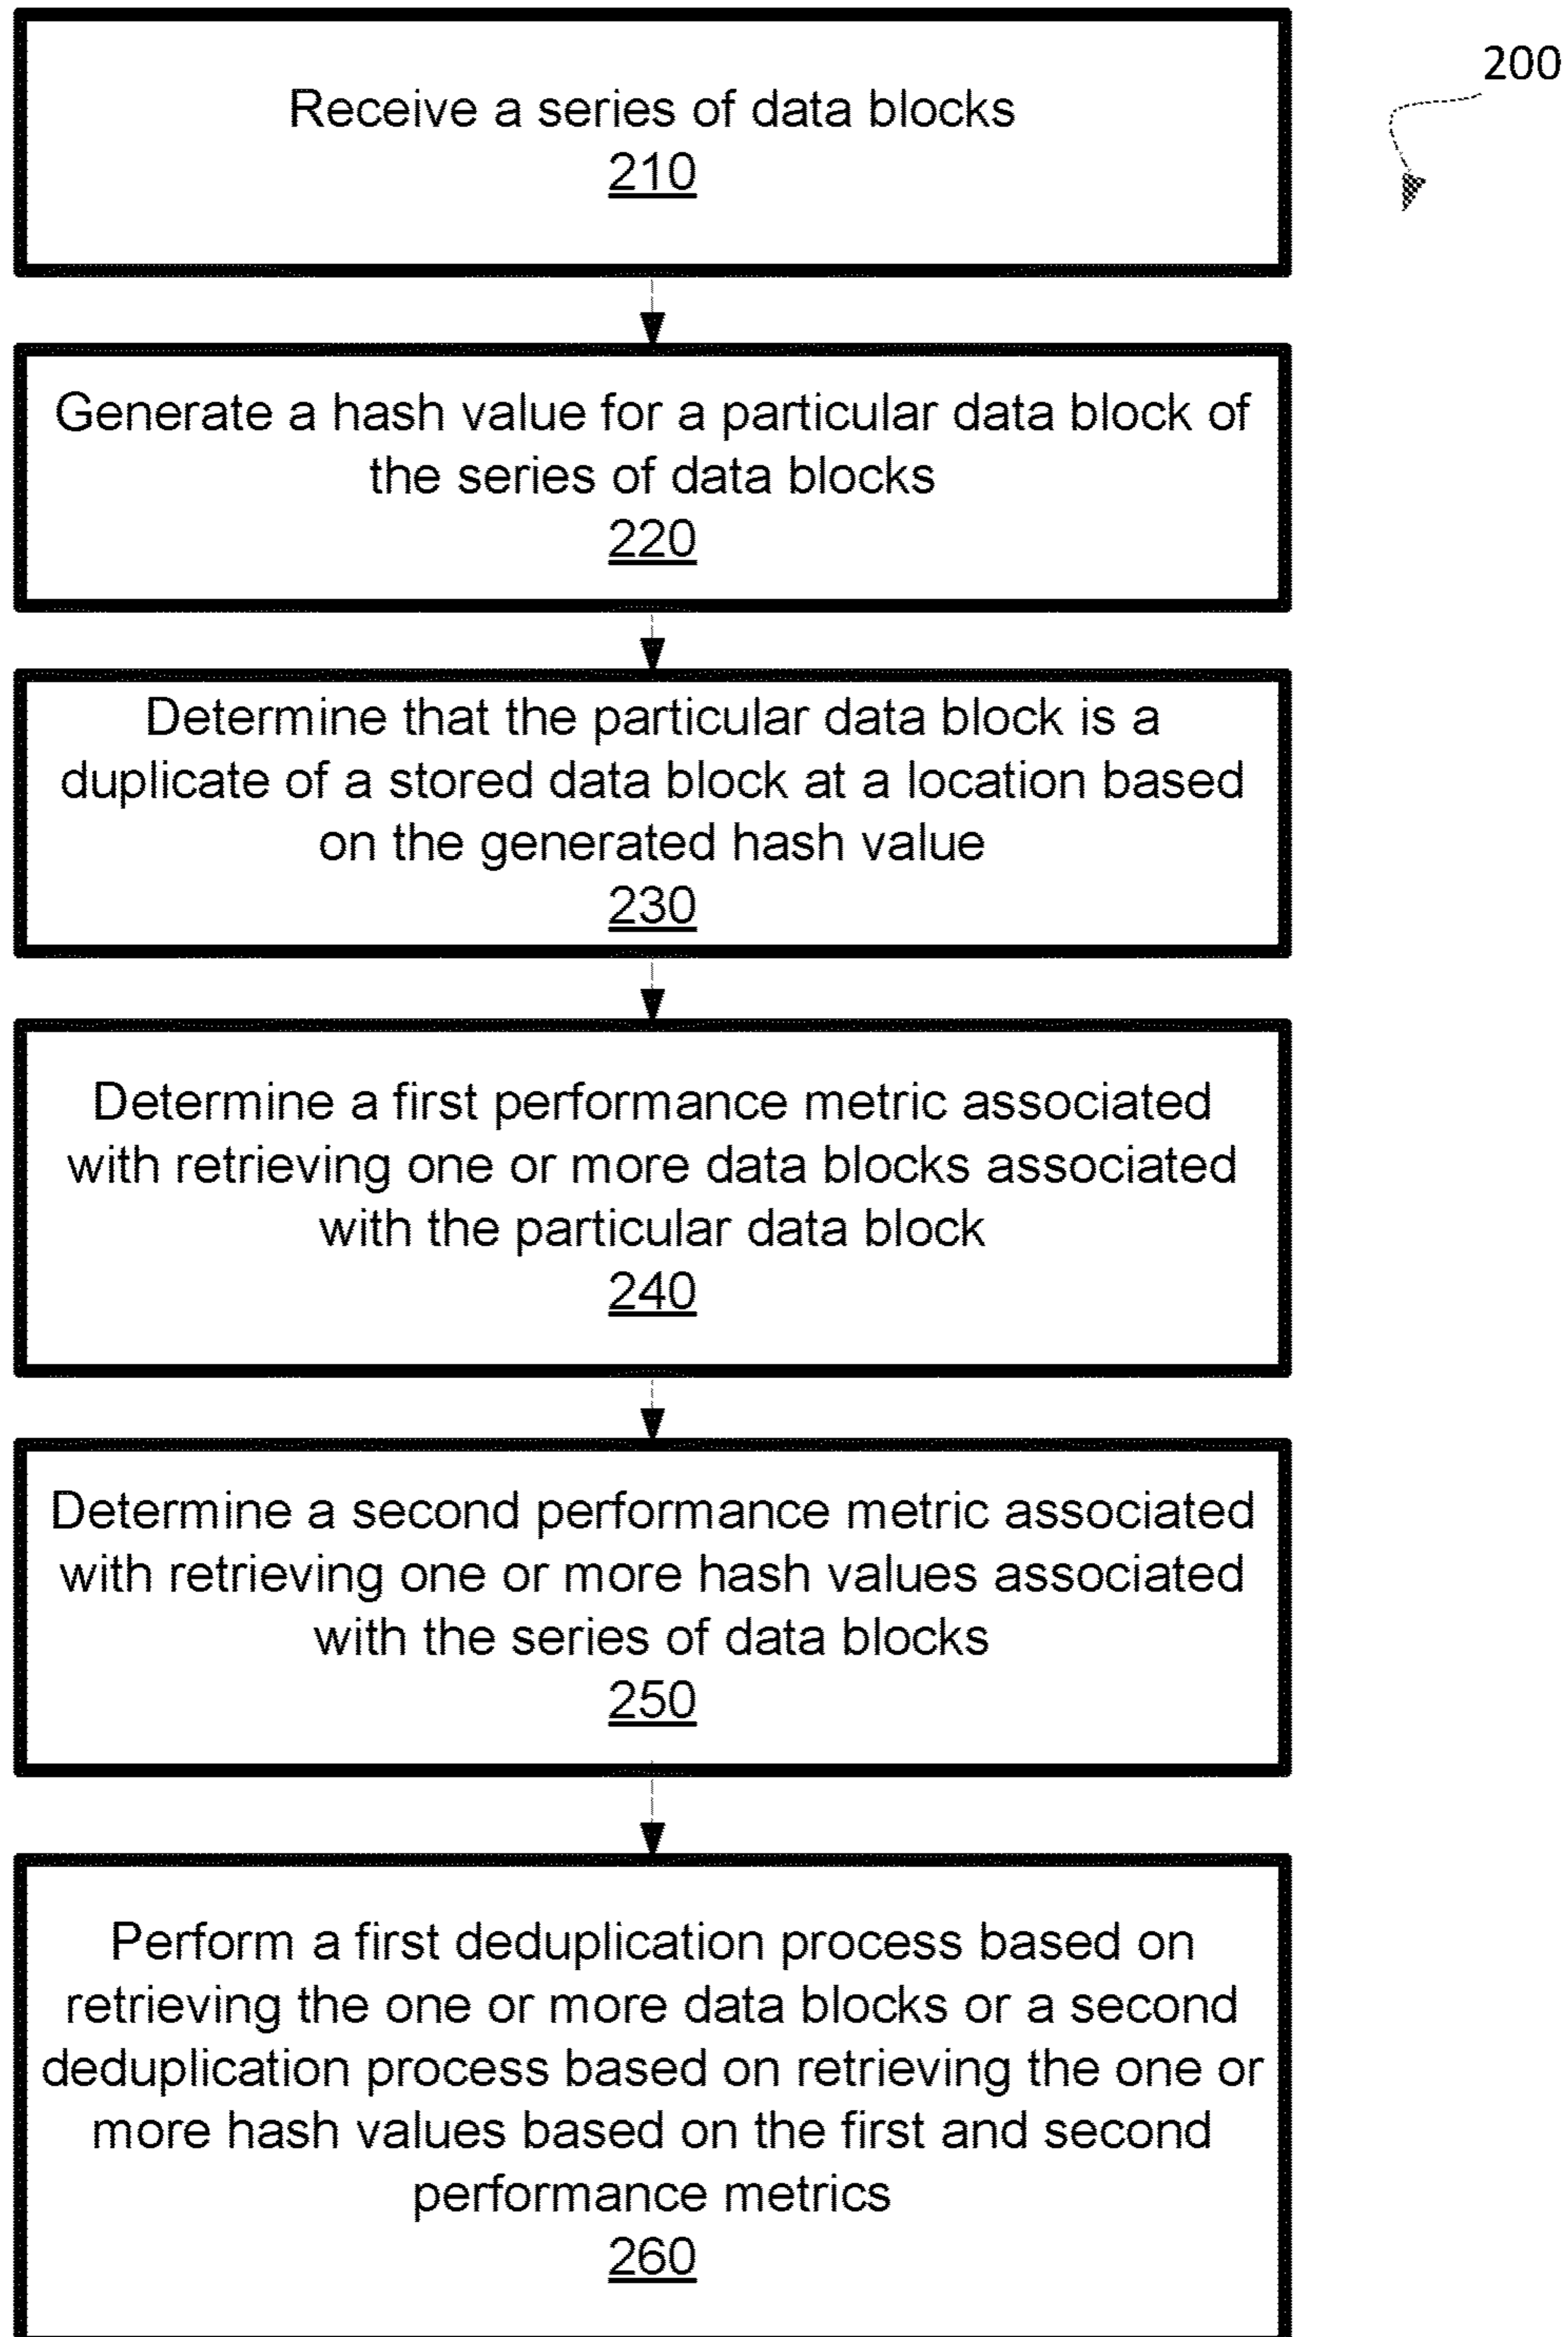 200
Receive a series of data blocks
210
Generate a hash value for a particular data block of
the series of data blocks
220
Determine that the particular data block is a
duplicate of a stored data block at a location based
on the generated hash value
230
Determine a first performance metric associated
with retrieving one or more data blocks associated
with the particular data block
240
Determine a second performance metric associated
with retrieving one or more hash values associated
with the series of data blocks
250
Perform a first deduplication process based on
retrieving the one or more data blocks or a second
deduplication process based on retrieving the one or
more hash values based on the first and second
performance metrics
260